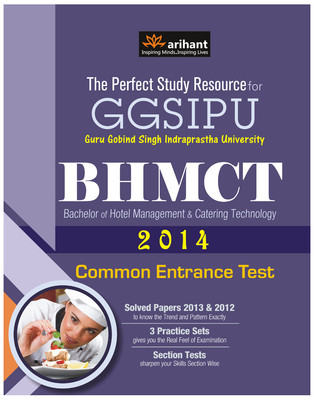 arihant
Inspiring Minds...Inspiring Lives
The Perfect Study Resource for
GGSIPU
Guru Gobind Singh Indraprastha University
BHMCT
Bachelor of Hotel Management & Catering Technology
2014
Common Entrance Test
Solved Papers 2013 & 2012
to know the Trend and Pattern Exactly
3 Practice Sets
gives you the Real Feel of Examination
Section Tests
sharpen your Skills Section Wise